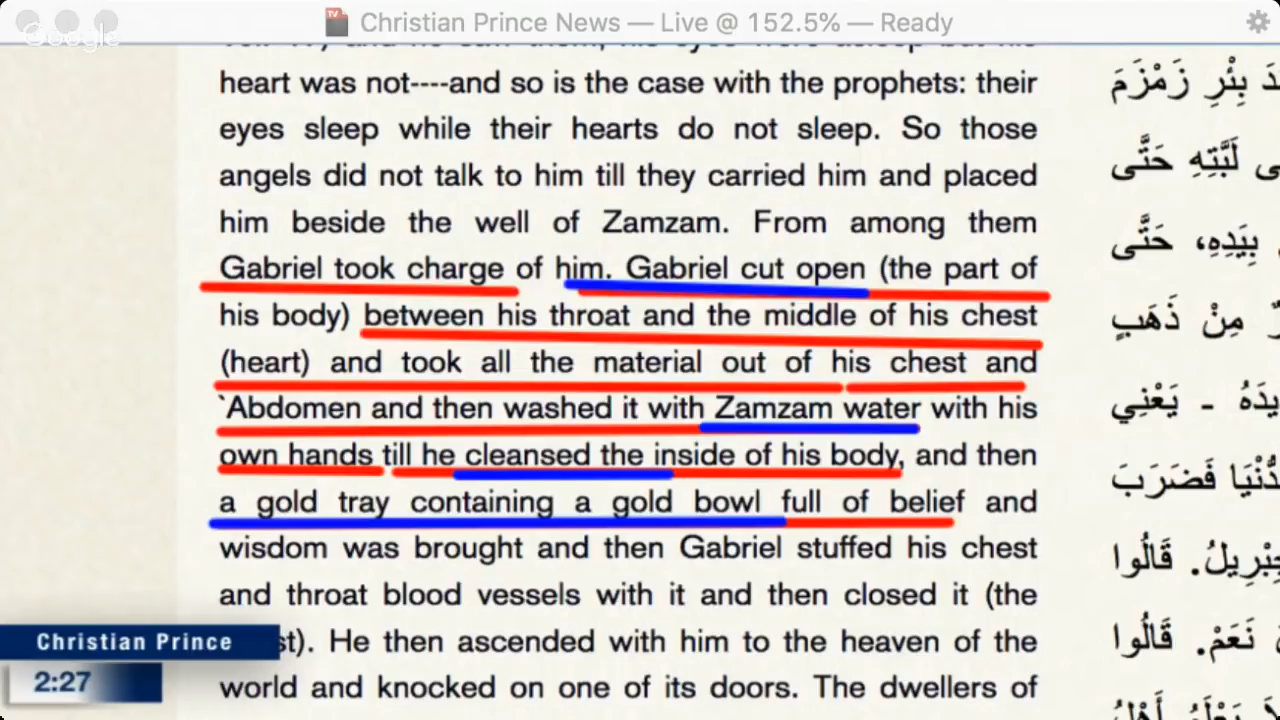 Christian Prince News — Live @ 152.5% — Ready
Google
heart was not----and so is the case with the prophets: their
eyes sleep while their hearts do not sleep. So those
angels did not talk to him till they carried him and placed
him beside the well of Zamzam. From among them
Gabriel took charge of him. Gabriel cut open (the part of
his body) between his throat and the middle of his chest
(heart) and took all the material out of his chest and
`Abdomen and then washed it with Zamzam water with his
own hands till he cleansed the inside of his body, and then
a gold tray containing a gold bowl full of belief and
wisdom was brought and then Gabriel stuffed his chest
and throat blood vessels with it and then closed it (the
st). He then ascended with him to the heaven of the
world and knocked on one of its doors. The dwellers of
بِئْرِ زَمْزَمَ
لَبَّتِهِ حَتَّى
بِيَدِهِ، حَتَّى
مِنْ ذَهَبٍ
يدَهُ ـ يَعْنِي
الدُّنْيَا فَضَرَبَ
جِبْرِيلُ. قَالُوا
نَعَمْ. قَالُوا
Christian Prince
2:27